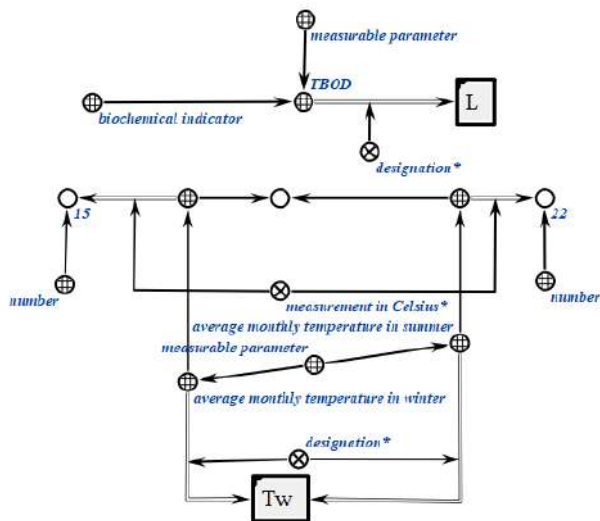 measurable parameter
TBOD
L
biochemical indicator
designation*
15
22
number
number
measurement in Celsius*
average monthly temperature in summer
measurable parameter
average monthly temperature in winter
designetion*
Tw